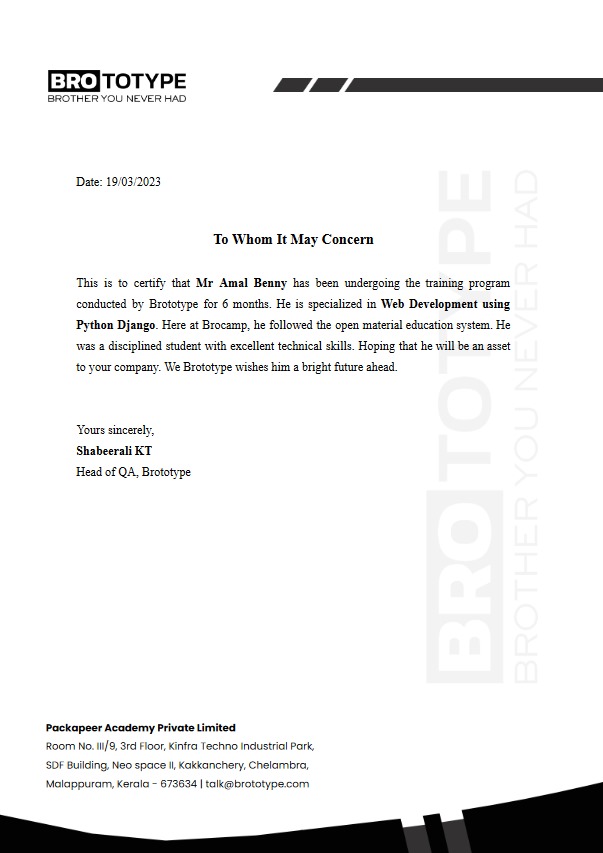 BROTOTYPE
BROTHER YOU NEVER HAD
Date: 19/03/2023
To Whom It May Concern
This is to certify that Mr Amal Benny has been undergoing the training program
conducted by Brototype for 6 months. He is specialized in Web Development using
Python Django. Here at Brocamp, he followed the open material education system. He
was a disciplined student with excellent technical skills. Hoping that he will be an asset
to your company. We Brototype wishes him a bright future ahead.
Yours sincerely,
Shabeerali KT
Head of QA, Brototype
BROTOTYPE
BROTHER YOU NEVER HAD
Packapeer Academy Private Limited
Room No. III/9, 3rd Floor, Kinfra Techno Industrial Park,
SDF Building, Neo space II, Kakkanchery, Chelambra,
Malappuram, Kerala - 673634 | talk@brototype.com